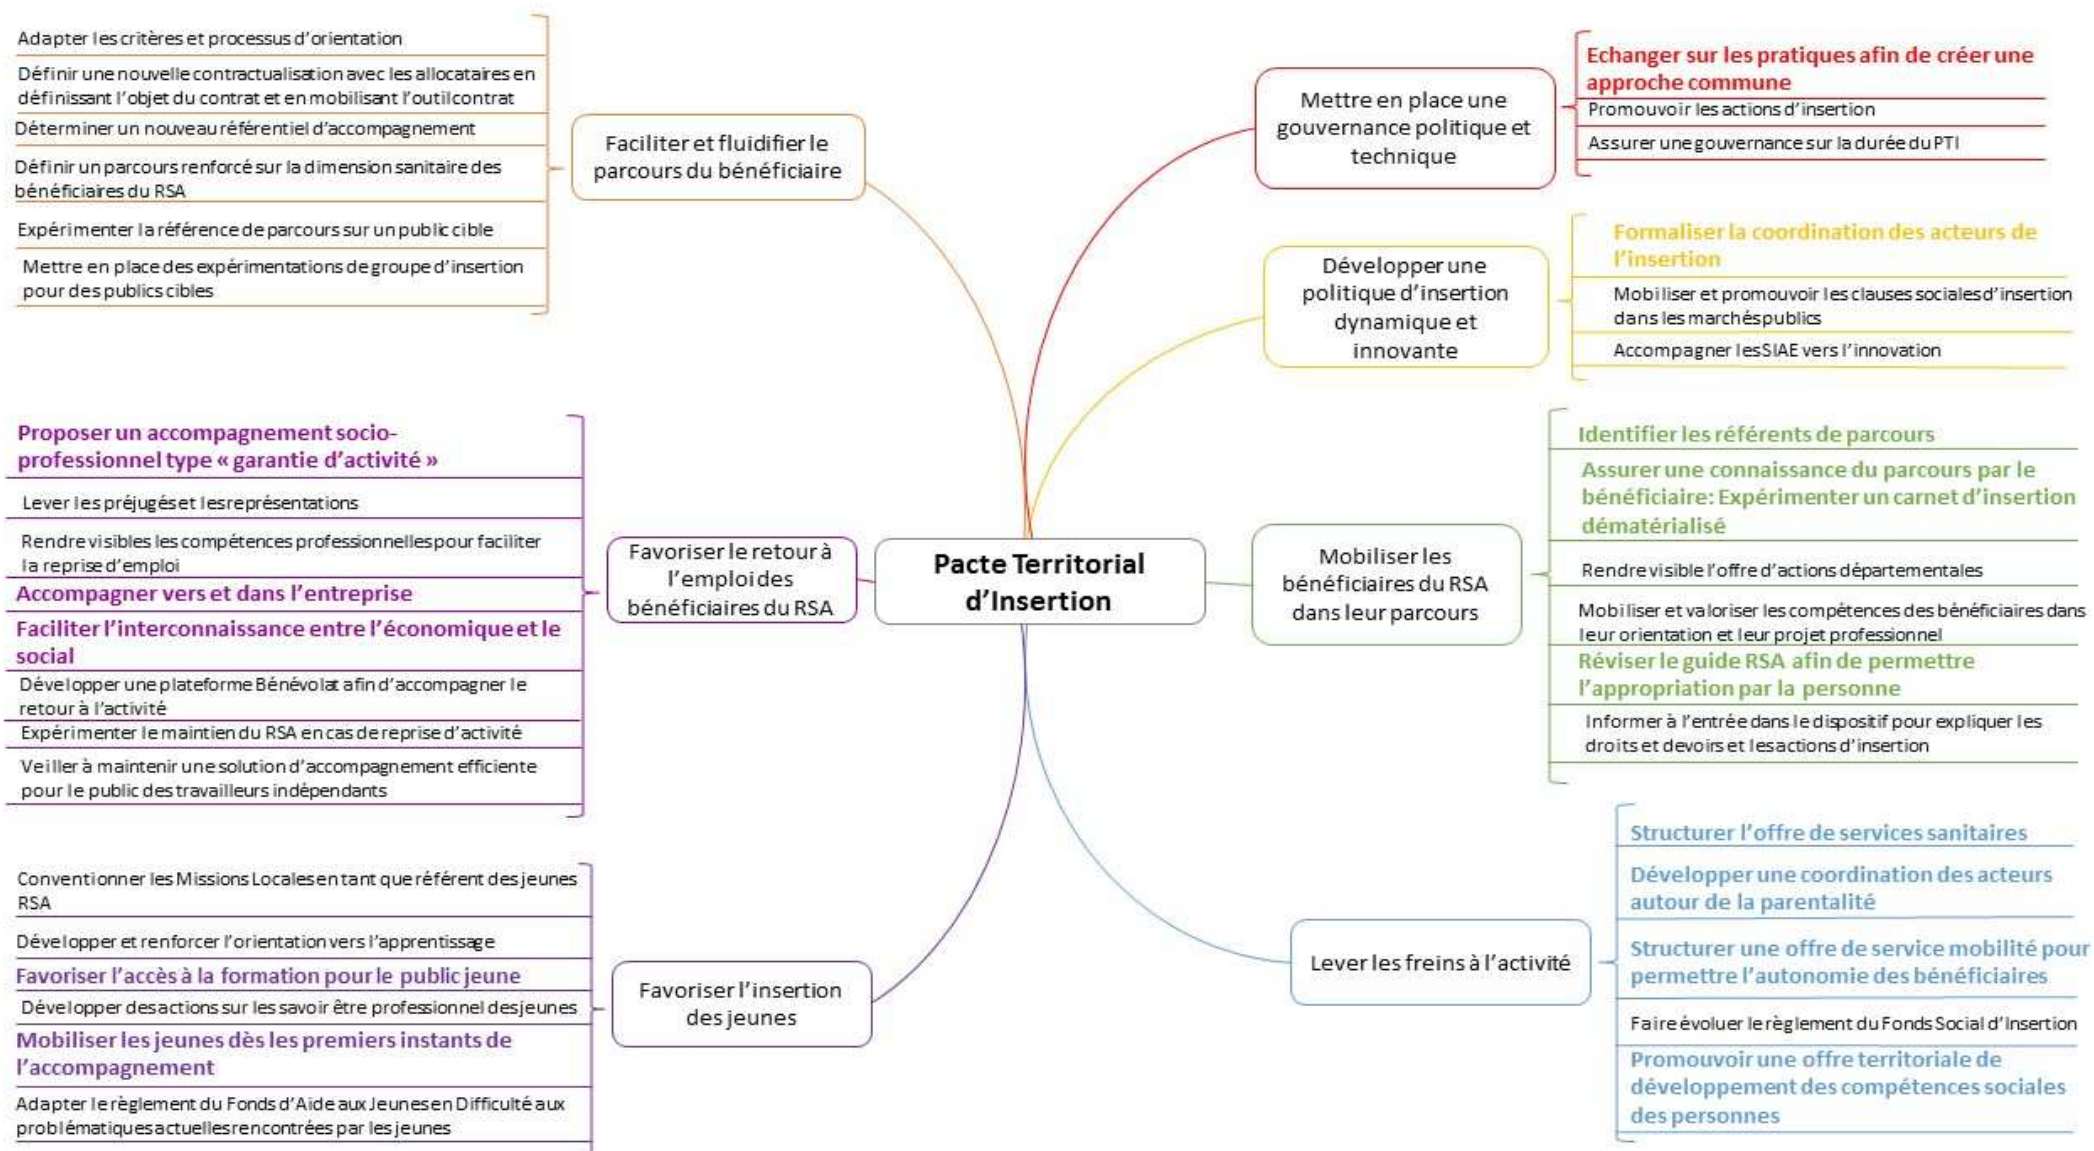 Adapter les critères et processus d'orientation
Définir une nouvelle contractualisation avec les allocataires en
définissant l'objet du contrat et en mobilisant l'outil contrat
Déterminer un nouveau référentiel d'accompagnement
Définir un parcours renforcé sur la dimension sanitaire des
bénéficiaires du RSA
Expérimenter la référence de parcours sur un public cible
Mettre en place des expérimentations de groupe d'insertion
pour des publics cibles
Faciliter et fluidifier le
parcours du bénéficiaire
Proposer un accompagnement socio-
professionnel type « garantie d'activité »
Lever les préjugés et les représentations
Rendre visibles les compétences professionnelles pour faciliter
la reprise d'emploi
Accompagner vers et dans l'entreprise
Faciliter l'interconnaissance entre l'économique et le
social
Développer une plateforme Bénévolat afin d'accompagner le
retour à l'activité
Expérimenter le maintien du RSA en cas de reprise d'activité
Veiller à maintenir une solution d'accompagnement efficiente
pour le public des travailleurs indépendants
Favoriser le retour à
l'emploi des
bénéficiaires du RSA
Conventionner les Missions Locales en tant que référent des jeunes
RSA
Développer et renforcer l'orientation vers l'apprentissage
Favoriser l'accès à la formation pour le public jeune
Développer des actions sur les savoir être professionnel des jeunes
Mobiliser les jeunes dès les premiers instants de
l'accompagnement
Adapter le règlement du Fonds d'Aide aux Jeunes en Difficulté aux
problématiques actuelles rencontrées par les jeunes
Favoriser l'insertion
des jeunes
Pacte Territorial
d'Insertion
Mettre en place une
gouvernance politique et
technique
Echanger sur les pratiques afin de créer une
approche commune
Promouvoir les actions d'insertion
Assurer une gouvernance sur la durée du PTI
Développer une
politique d'insertion
dynamique et
innovante
Formaliser la coordination des acteurs de
l'insertion
Mobiliser et promouvoir les clauses sociales d'insertion
dans les marchés publics
Accompagner les SIAE vers l'innovation
Mobiliser les
bénéficiaires du RSA
dans leur parcours
Identifier les référents de parcours
Assurer une connaissance du parcours par le
bénéficiaire: Expérimenter un carnet d'insertion
dématérialisé
Rendre visible l'offre d'actions départementales
Mobiliser et valoriser les compétences des bénéficiaires dans
leur orientation et leur projet professionnel
Réviser le guide RSA afin de permettre
l'appropriation par la personne
Informer à l'entrée dans le dispositif pour expliquer les
droits et devoirs et les actions d'insertion
Lever les freins à l'activité
Structurer l'offre de services sanitaires
Développer une coordination des acteurs
autour de la parentalité
Structurer une offre de service mobilité pour
permettre l'autonomie des bénéficiaires
Faire évoluer le règlement du Fonds Social d'Insertion
Promouvoir une offre territoriale de
développement des compétences sociales
des personnes